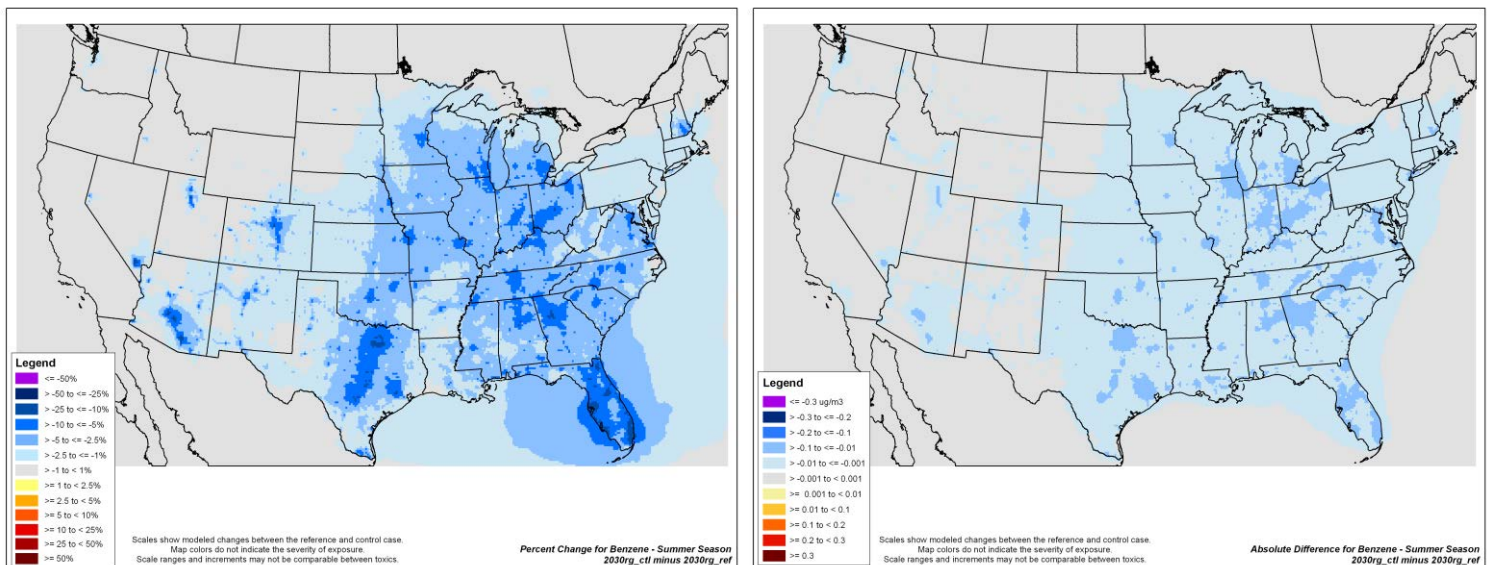 Legend
<= -50%
> -50 to <= -25%
> -25 to <= -10%
> -10 to <= -5%
> -5 to <= -2.5%
> -2.5 to <= -1%
> -1 to < 1%
>= 1 to < 2.5%
>= 2.5 to < 5%
>= 5 to < 10%
>= 10 to < 25%
>= 25 to < 50%
>= 50%
Scales show modeled changes between the reference and control case.
Map colors do not indicate the severity of exposure.
Scale ranges and increments may not be comparable between toxics.
Percent Change for Benzene - Summer Season
2030rg_ctl minus 2030rg_ref
Legend
<= -0.3 ug/m3
> -0.3 to <= -0.2
> -0.2 to <= -0.1
> -0.1 to <= -0.01
> -0.01 to <= -0.001
> -0.001 to < 0.001
>= 0.001 to < 0.01
>= 0.01 to < 0.1
>= 0.1 to < 0.2
>= 0.2 to < 0.3
>= 0.3
Scales show modeled changes between the reference and control case.
Map colors do not indicate the severity of exposure.
Scale ranges and increments may not be comparable between toxics.
Absolute Difference for Benzene - Summer Season
2030rg_ctl minus 2030rg_ref